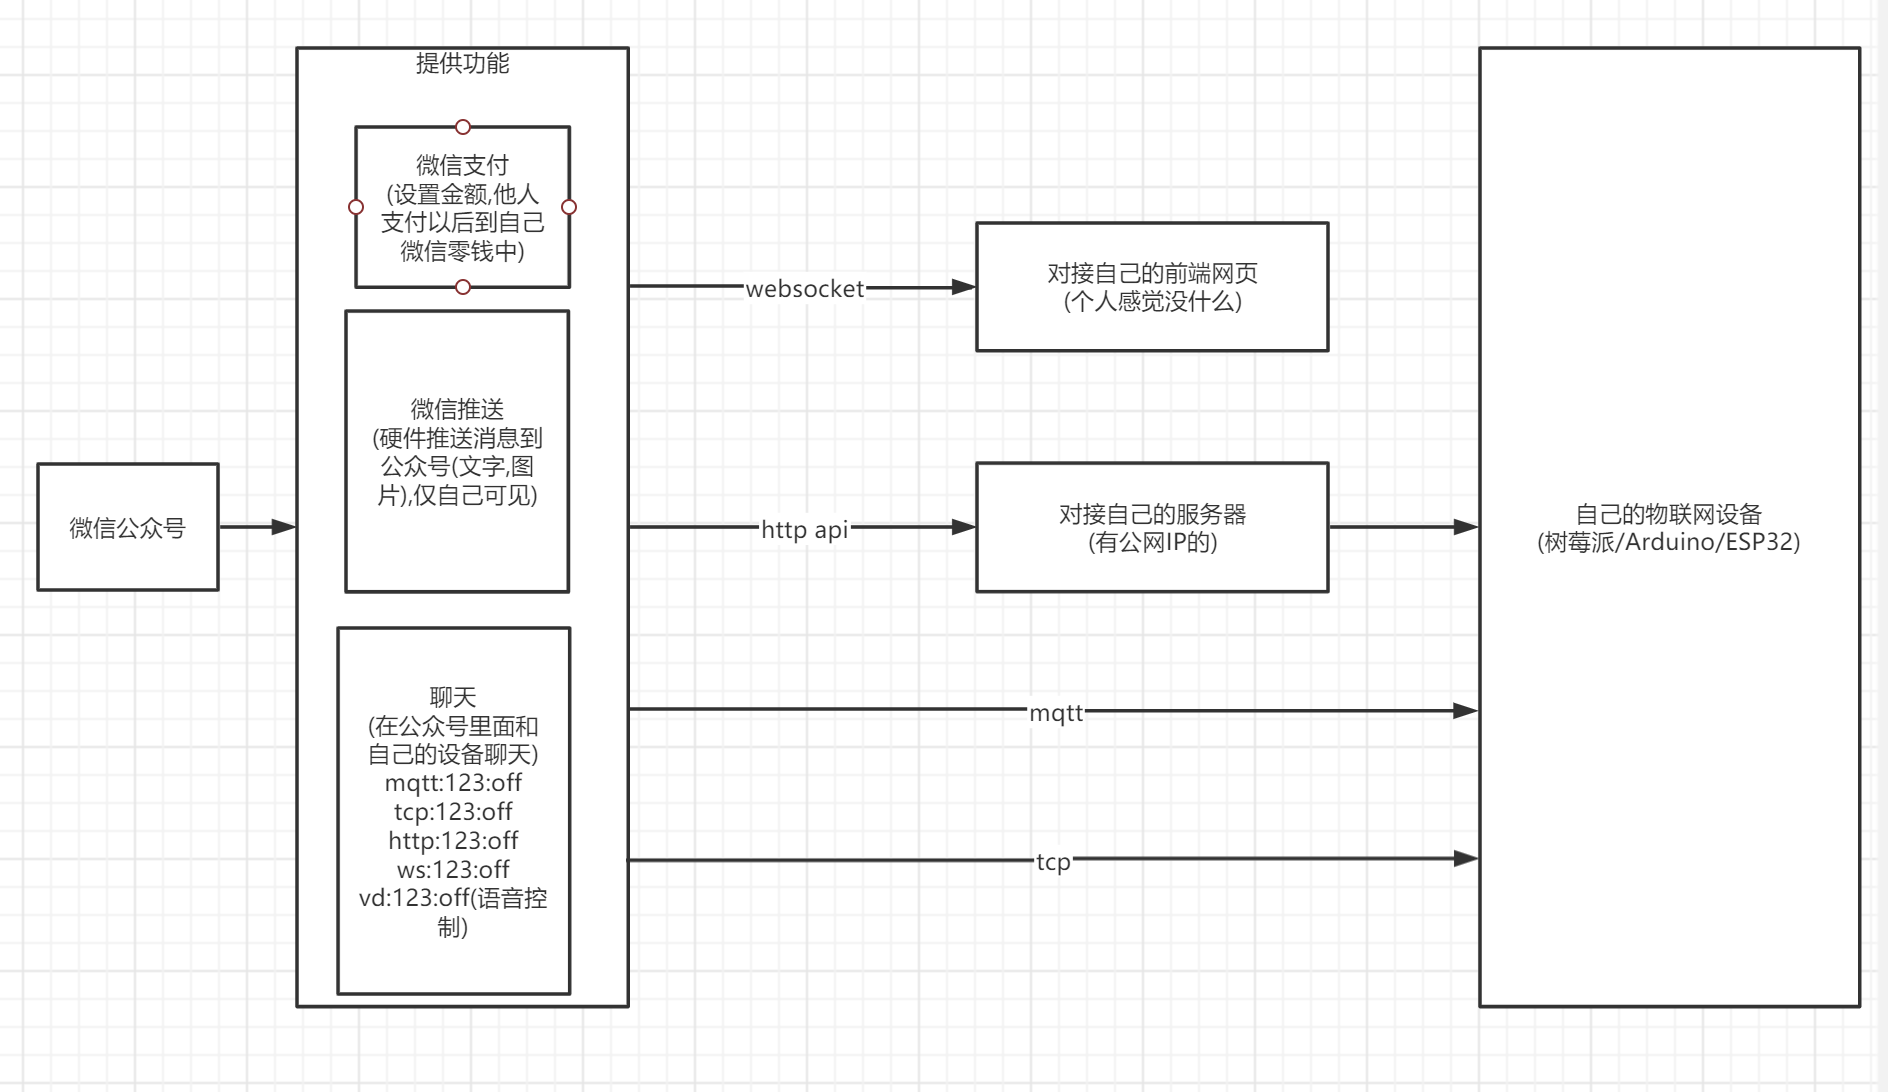 提供功能
微信支付
(设置金额,他人
支付以后到自己
微信零钱中)
微信推送
(硬件推送消息到
公众号(文字,图
片),仅自己可见)
聊天
(在公众号里面和
自己的设备聊天)
mqtt:123:off
tcp:123:off
http:123:off
ws:123:off
vd:123:off(语音控
制)
微信公众号
websocket
对接自己的前端网页
(个人感觉没什么)
http api
对接自己的服务器
(有公网IP的)
mqtt
tcp
自己的物联网设备
(树莓派/Arduino/ESP32)